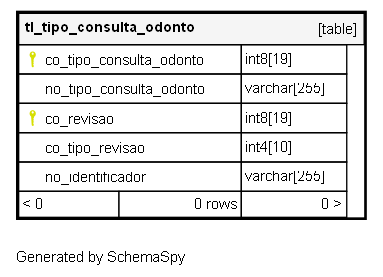 tl_tipo_consulta_odonto [table]
co_tipo_consulta_odonto int8[19]
no_tipo_consulta_odonto varchar[255]
co_revisao int8[19]
co_tipo_revisao int4[10]
no_identificador varchar[255]
< 0 0 rows 0 >
Generated by SchemaSpy